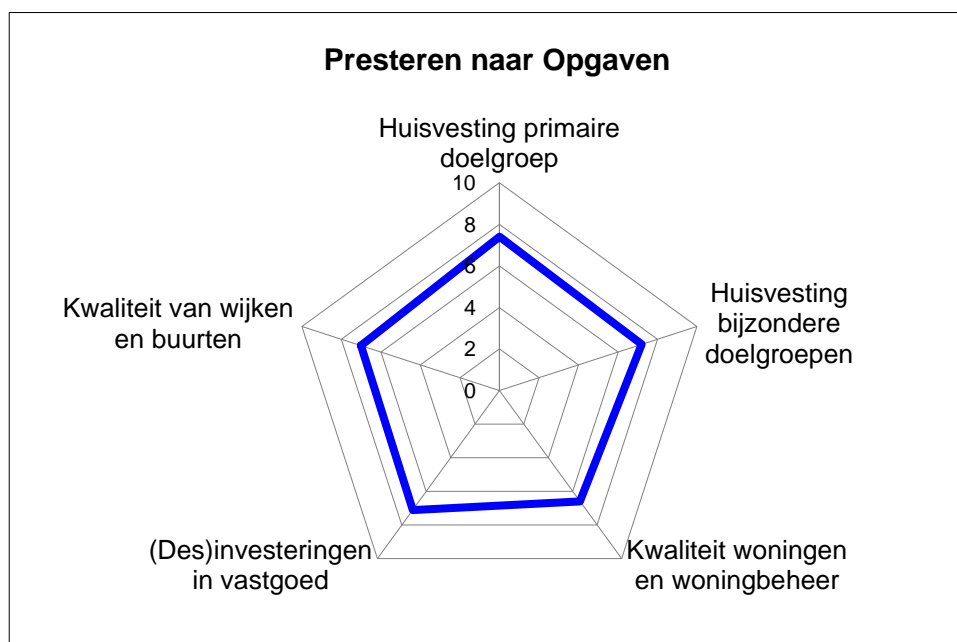 Presteren naar Opgaven
Huisvesting primaire
doelgroep
10
8
6
4
2
0
Huisvesting
bijzondere
doelgroepen
Kwaliteit woningen
en woningbeheer
(Des)investeringen
in vastgoed
Kwaliteit van wijken
en buurten